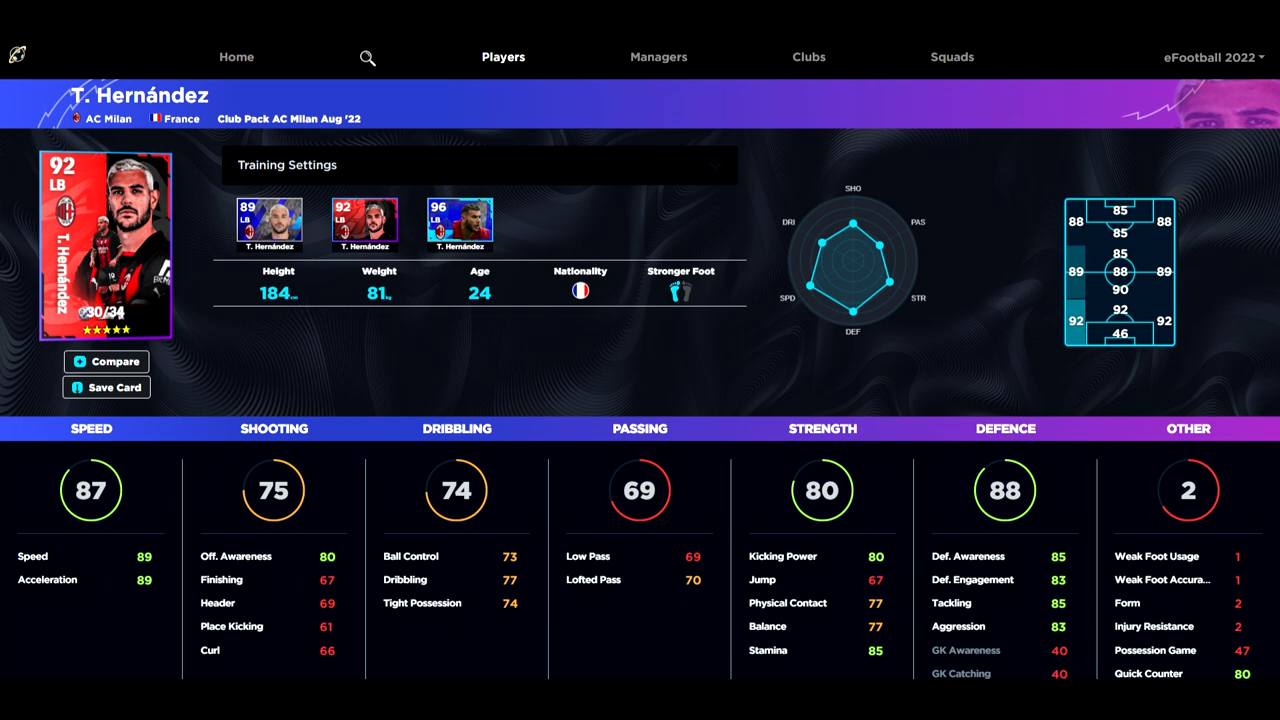 Home
Players
Managers
Clubs
Squads
eFootball 2022
T. Hernández
AC Milan
France
Club Pack AC Milan Aug '22
92
LB
T. Hernández
30/34
Compare
Save Card
Training Settings
89
LB
T. Hernández
92
LB
T. Hernández
96
LB
T. Hernández
Height
Weight
Age
Nationality
Stronger Foot
184cm
81kg
24
SHO
DRI
PAS
SPD
STR
DEF
85
88
88
85
85
89
88
89
90
92
92
92
46
SPEED
SHOOTING
DRIBBLING
PASSING
STRENGTH
DEFENCE
OTHER
87
75
74
69
80
88
2
Speed 89
Acceleration 89
Off. Awareness 80
Finishing 67
Header 69
Place Kicking 61
Curl 66
Ball Control 73
Dribbling 77
Tight Possession 74
Low Pass 69
Lofted Pass 70
Kicking Power 80
Jump 67
Physical Contact 77
Balance 77
Stamina 85
Def. Awareness 85
Def. Engagement 83
Tackling 85
Aggression 83
GK Awareness 40
GK Catching 40
Weak Foot Usage 1
Weak Foot Accura... 1
Form 2
Injury Resistance 2
Possession Game 47
Quick Counter 80